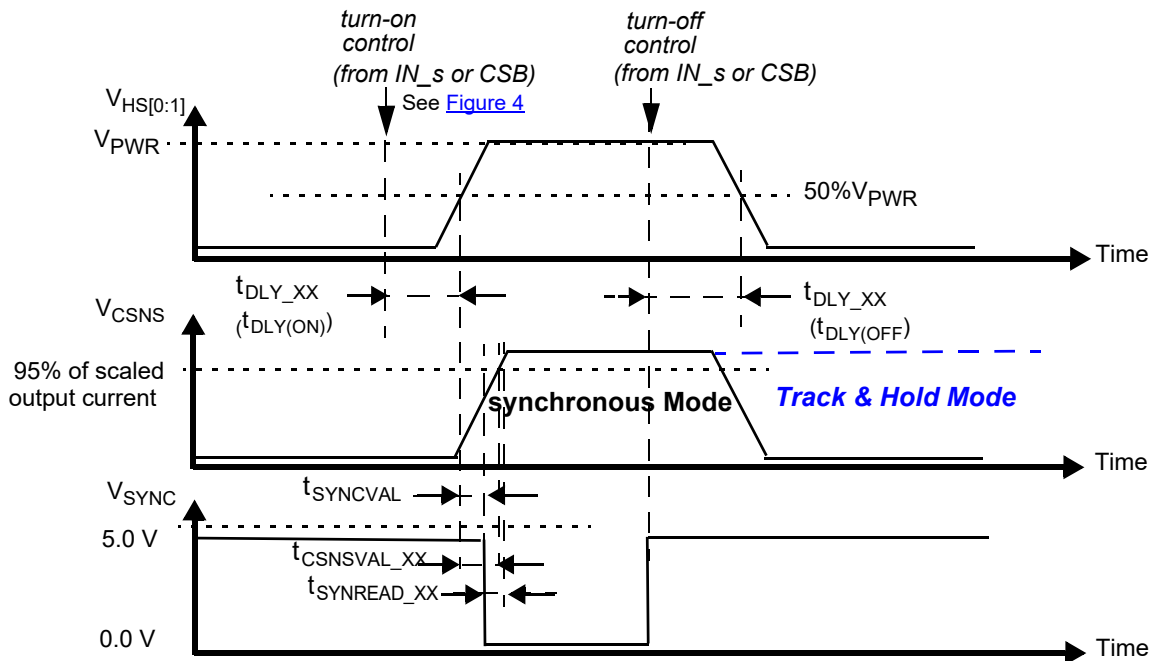 turn-on
control
(from IN_s or CSB)
See Figure 4
turn-off
control
(from IN_s or CSB)
VHS[0:1]
VPWR
50%VPWR
Time
tDLY_XX
(tDLY(ON))
tDLY_XX
(tDLY(OFF)
VCSNS
95% of scaled
output current
synchronous Mode
Track & Hold Mode
Time
VSYNC
tSYNCVAL
5.0 V
tCSNSVAL_XX
tSYNREAD_XX
0.0 V
Time